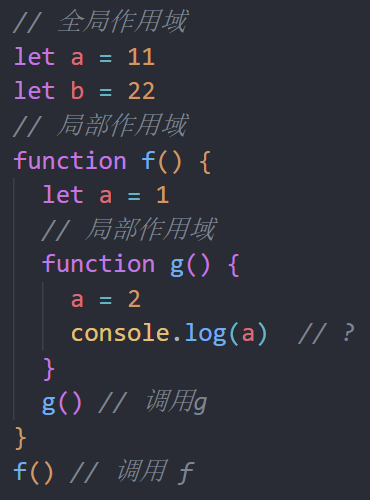 // 全局作用域
let a = 11
let b = 22
// 局部作用域
function f() {
  let a = 1
  // 局部作用域
  function g() {
    a = 2
    console.log(a)  // ?
  }
  g() // 调用g
}
f() // 调用 f